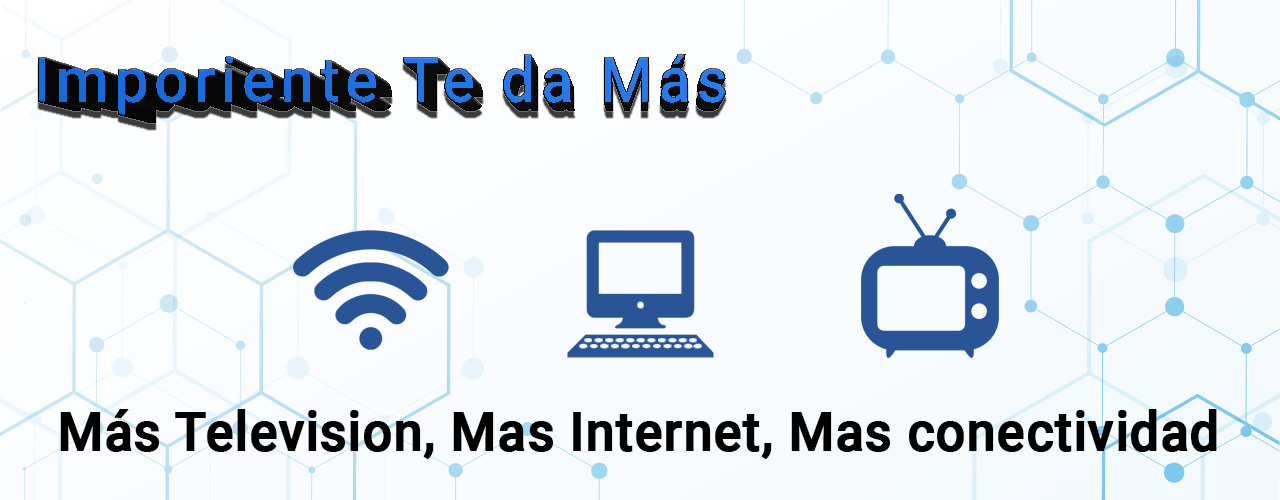 Imporiente Te da Más
Más Television, Mas Internet, Mas conectividad